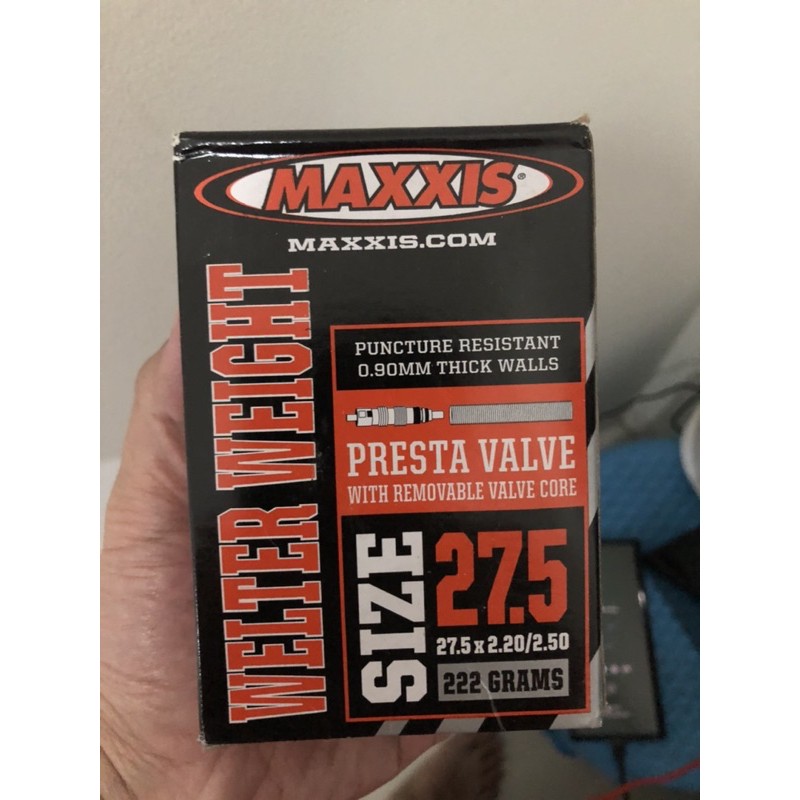 MAXXIS®
MAXXIS.COM
WELTER WEIGHT
PUNCTURE RESISTANT
0.90MM THICK WALLS
PRESTA VALVE
WITH REMOVABLE VALVE CORE
SIZE
27.5
27.5 x 2.20/2.50
222 GRAMS